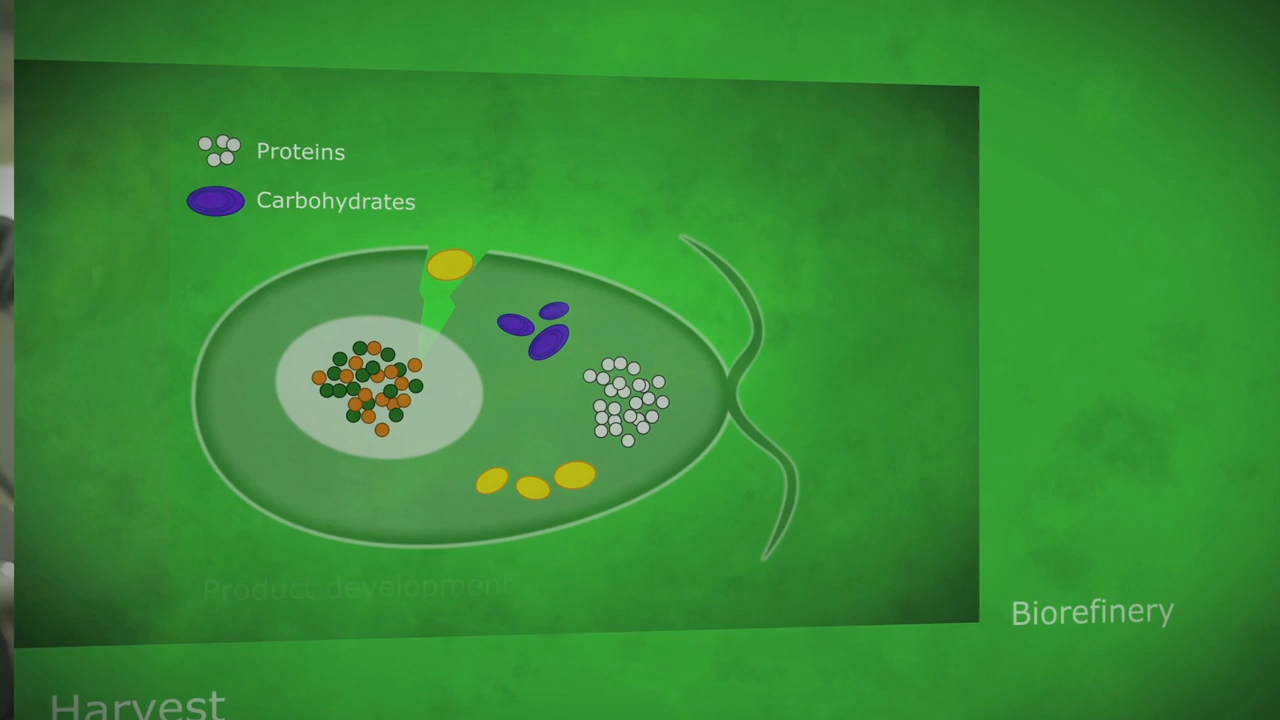 Proteins
Carbohydrates
Product development
Biorefinery
Harvest